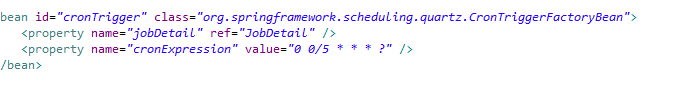 bean id="cronTrigger" class="org.springframework.scheduling.quartz.CronTriggerFactoryBean">
<property name="jobDetail" ref="JobDetail" />
<property name="cronExpression" value="0 0/5 * * * ?" />
/bean>